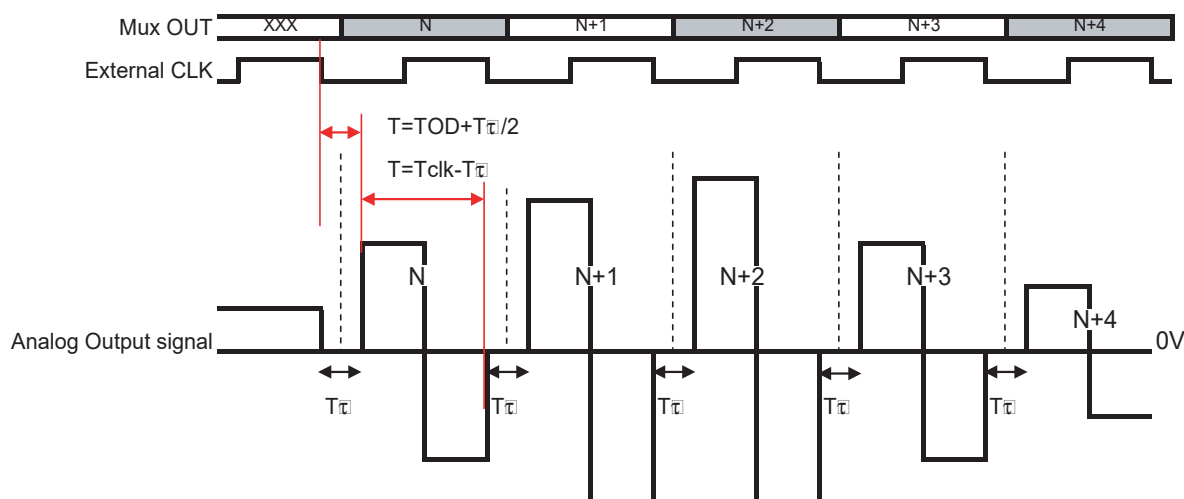 Mux OUT XXX N N+1 N+2 N+3 N+4
External CLK
T=TOD+Tτ/2
T=Tclk-Tτ
N N+1 N+2 N+3 N+4
Analog Output signal 0V
Tτ Tτ Tτ Tτ Tτ